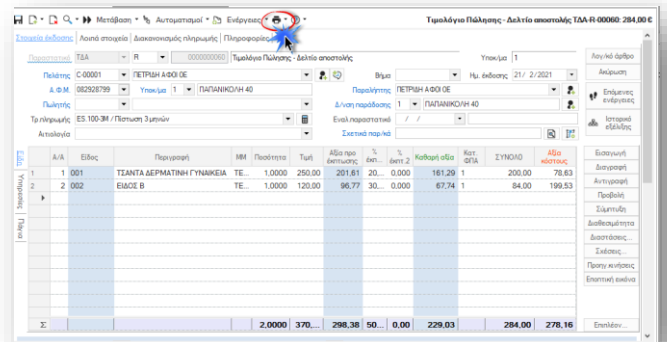 Μετάβαση Αυτοματισμοί Ενέργειες Τιμολόγιο Πώλησης - Δελτίο αποστολής ΤΔΑ-R-00060: 284,00 €
Στοιχεία έκδοσης Λοιπά στοιχεία Διακανονισμός πληρωμής Πληροφορίες
Παραστατικό ΤΔΑ R 0000000060 Τιμολόγιο Πώλησης - Δελτίο αποστολής Υποκ/μα 1 Λογ/κό άρθρο
Πελάτης C-00001 ΠΕΤΡΙΔΗ ΑΦΟΙ ΟΕ Βήμα Ημ. έκδοσης 21/ 2/2021 Ακύρωση
Α.Φ.Μ. 082928799 Υποκ/μα 1 ΠΑΠΑΝΙΚΟΛΗ 40 Παραλήπτης ΠΕΤΡΙΔΗ ΑΦΟΙ ΟΕ Επόμενες ενέργειες
Πωλητής Δ/νση παράδοσης 1 ΠΑΠΑΝΙΚΟΛΗ 40
Τρ.πληρωμής ES.100-3M / Πίστωση 3 μηνών Εναλ.παραστατικό / / Ιστορικό εξέλιξης
Αιτιολογία Σχετικά παρ/κά
Είδη Υπηρεσίες Πάγια
Α/Α Είδος Περιγραφή ΜΜ Ποσότητα Τιμή Αξία προ έκπτωσης % έκπ... % έκπτ.2 Καθαρή αξία Κατ. ΦΠΑ ΣΥΝΟΛΟ Αξία κόστους Εισαγωγή
1 1 001 ΤΣΑΝΤΑ ΔΕΡΜΑΤΙΝΗ ΓΥΝΑΙΚΕΙΑ ΤΕ... 1,0000 250,00 201,61 20,... 0,000 161,29 1 200,00 78,63 Διαγραφή
2 2 002 ΕΙΔΟΣ Β ΤΕ... 1,0000 120,00 96,77 30,... 0,000 67,74 1 84,00 199,53 Αντιγραφή
Προβολή
Σύμπτυξη
Διαθεσιμότητα
Διαστάσεις...
Σχέσεις...
Προηγ.κινήσεις
Εποπτική εικόνα
Σ 2,0000 370,... 298,38 50... 0,00 229,03 284,00 278,16 Επιπλέον...